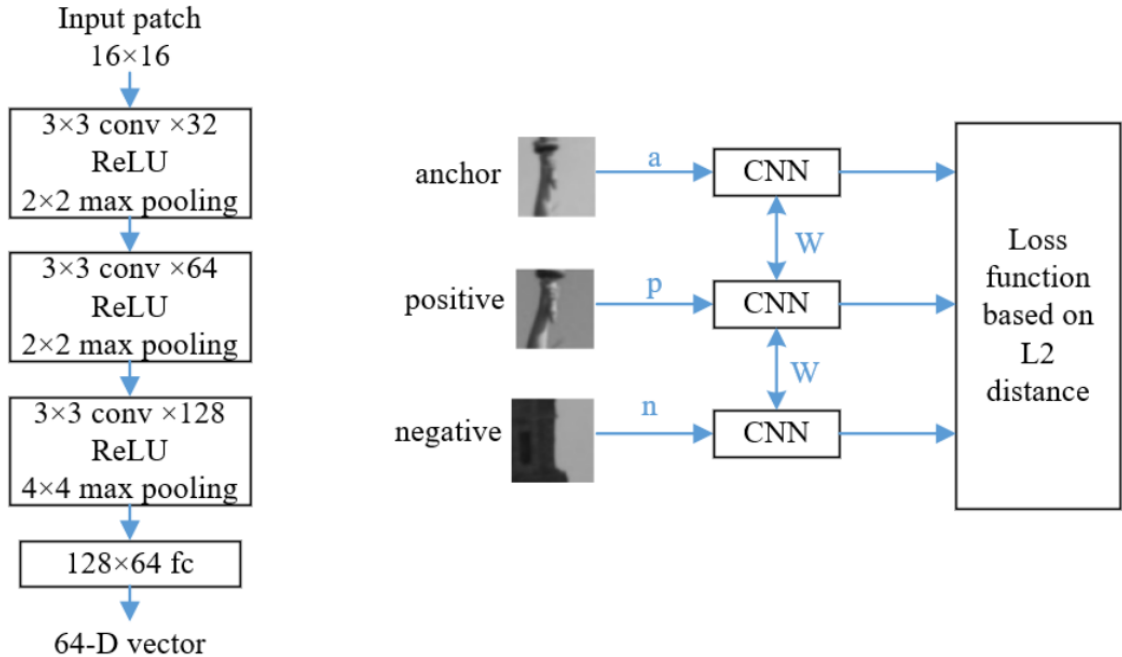 Input patch
16×16
3×3 conv ×32
ReLU
2×2 max pooling
3×3 conv ×64
ReLU
2×2 max pooling
3×3 conv ×128
ReLU
4×4 max pooling
128×64 fc
64-D vector
anchor
a
CNN
W
positive
p
CNN
W
negative
n
CNN
Loss
function
based on
L2
distance